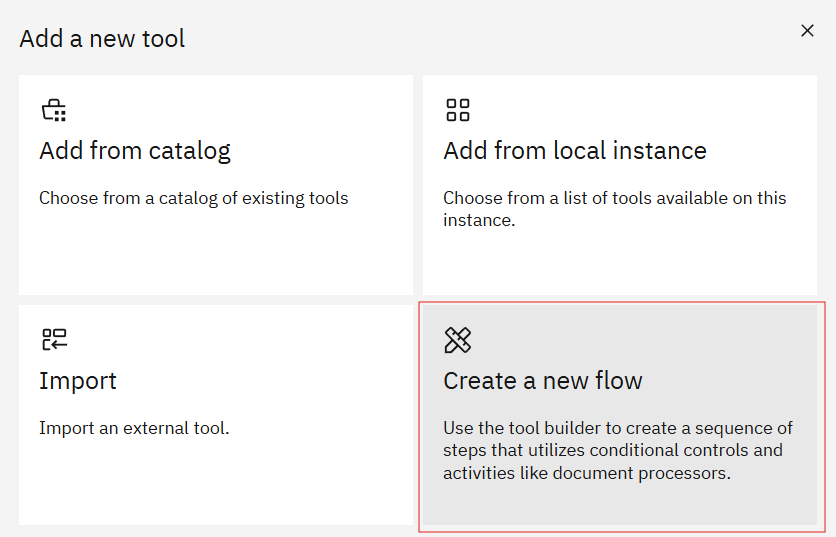 Add a new tool
Add from catalog
Choose from a catalog of existing tools
Add from local instance
Choose from a list of tools available on this
instance.
Import
Import an external tool.
Create a new flow
Use the tool builder to create a sequence of
steps that utilizes conditional controls and
activities like document processors.